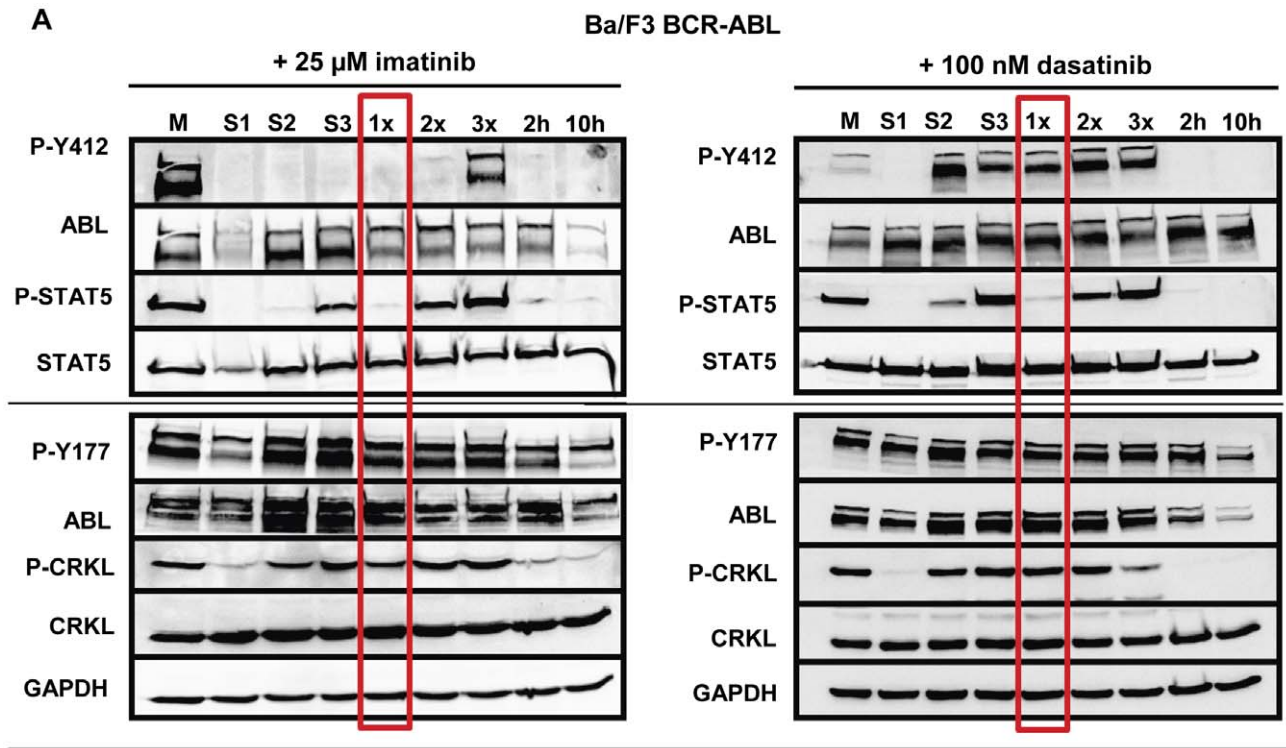 A
Ba/F3 BCR-ABL
+ 25 µM imatinib
M S1 S2 S3 1x 2x 3x 2h 10h
P-Y412
ABL
P-STAT5
STAT5
P-Y177
ABL
P-CRKL
CRKL
GAPDH
+ 100 nM dasatinib
M S1 S2 S3 1x 2x 3x 2h 10h
P-Y412
ABL
P-STAT5
STAT5
P-Y177
ABL
P-CRKL
CRKL
GAPDH